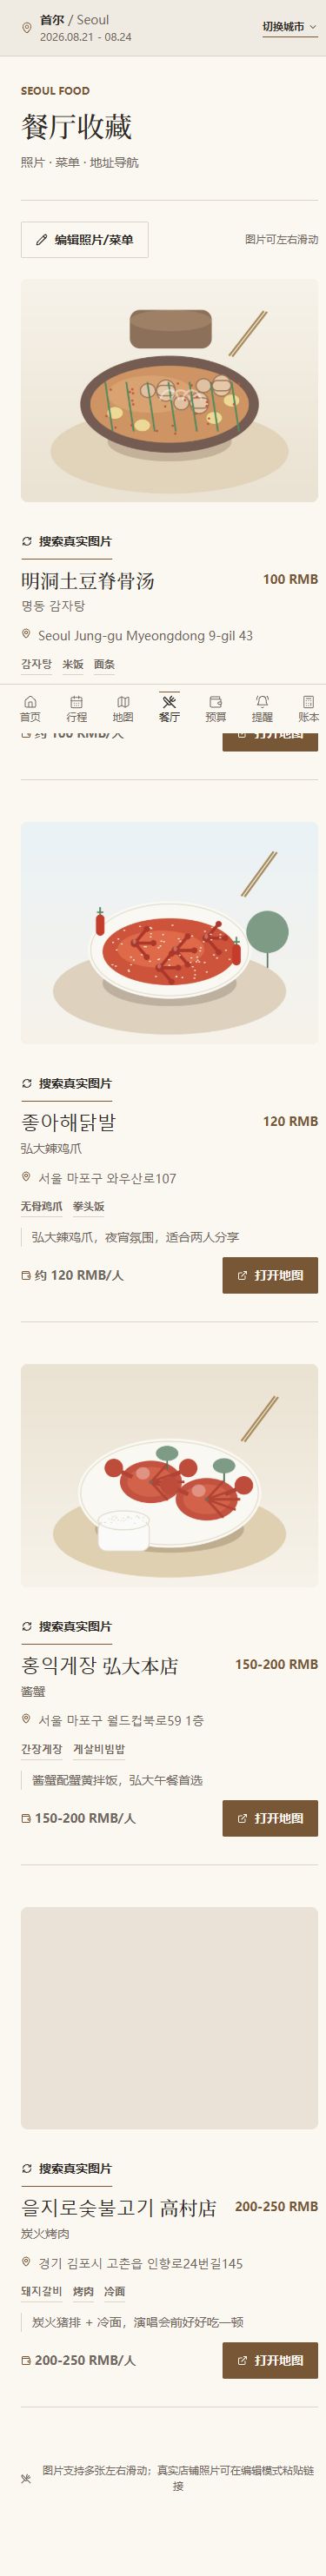 首尔 / Seoul
2026.08.21 - 08.24
切换城市
SEOUL FOOD
餐厅收藏
照片 · 菜单 · 地址导航
编辑照片/菜单
图片可左右滑动
搜索真实图片
明洞土豆脊骨汤
100 RMB
명동 감자탕
Seoul Jung-gu Myeongdong 9-gil 43
감자탕 米饭 面条
首页 行程 地图 餐厅 预算 提醒 账本
约 100 RMB/人
打开地图
搜索真实图片
좋아해닭발
120 RMB
弘大辣鸡爪
서울 마포구 와우산로107
无骨鸡爪 拳头饭
弘大辣鸡爪，夜宵氛围，适合两人分享
约 120 RMB/人
打开地图
搜索真实图片
홍익게장 弘大本店
150-200 RMB
酱蟹
서울 마포구 월드컵북로59 1층
간장게장 게살비빔밥
酱蟹配蟹黄拌饭，弘大午餐首选
150-200 RMB/人
打开地图
搜索真实图片
을지로숯불고기 高村店
200-250 RMB
炭火烤肉
경기 김포시 고촌읍 인향로24번길145
돼지갈비 烤肉 冷面
炭火猪排 + 冷面，演唱会前好好吃一顿
200-250 RMB/人
打开地图
图片支持多张左右滑动；真实店铺照片可在编辑模式粘贴链
接